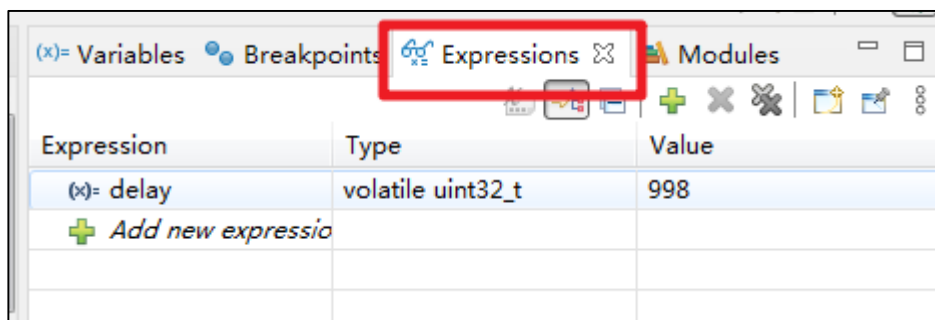 (x)= Variables Breakpoints Expressions Modules
Expression Type Value
(x)= delay volatile uint32_t 998
Add new expressio